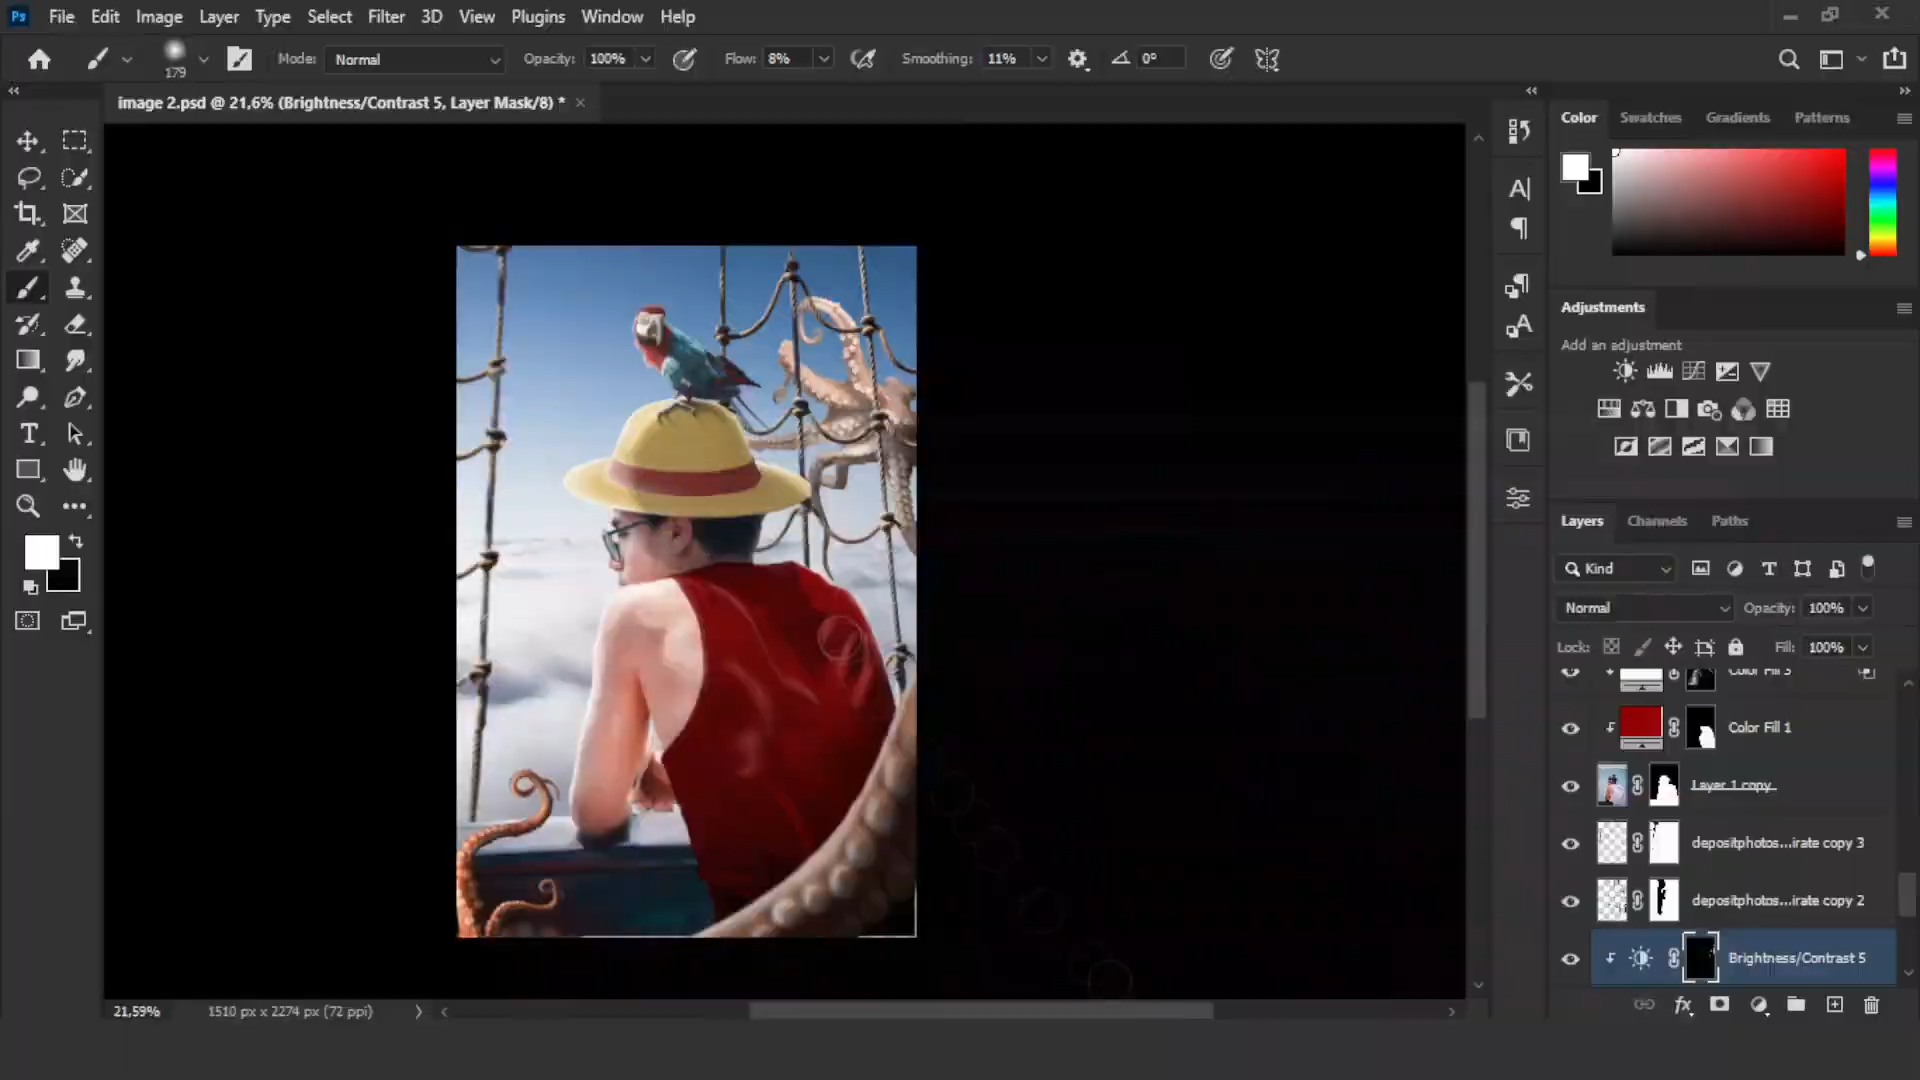 Ps File Edit Image Layer Type Select Filter 3D View Plugins Window Help
179 Mode: Normal Opacity: 100% Flow: 8% Smoothing: 11% 0°
image 2.psd @ 21,6% (Brightness/Contrast 5, Layer Mask/8) *
Color Swatches Gradients Patterns
Adjustments
Add an adjustment
Layers Channels Paths
Kind
Normal Opacity: 100%
Lock: Fill: 100%
Color Fill 3
Color Fill 1
Layer 1 copy
depositphotos...irate copy 3
depositphotos...irate copy 2
Brightness/Contrast 5
21,59% 1510 px x 2274 px (72 ppi)